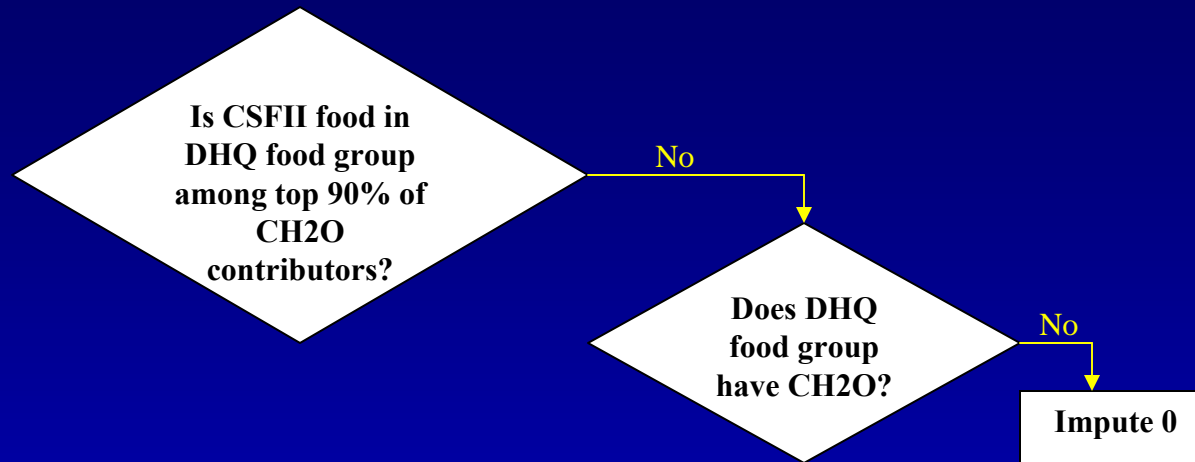 Is CSFII food in
DHQ food group
among top 90% of
CH2O
contributors?
No
Does DHQ
food group
have CH2O?
No
Impute 0